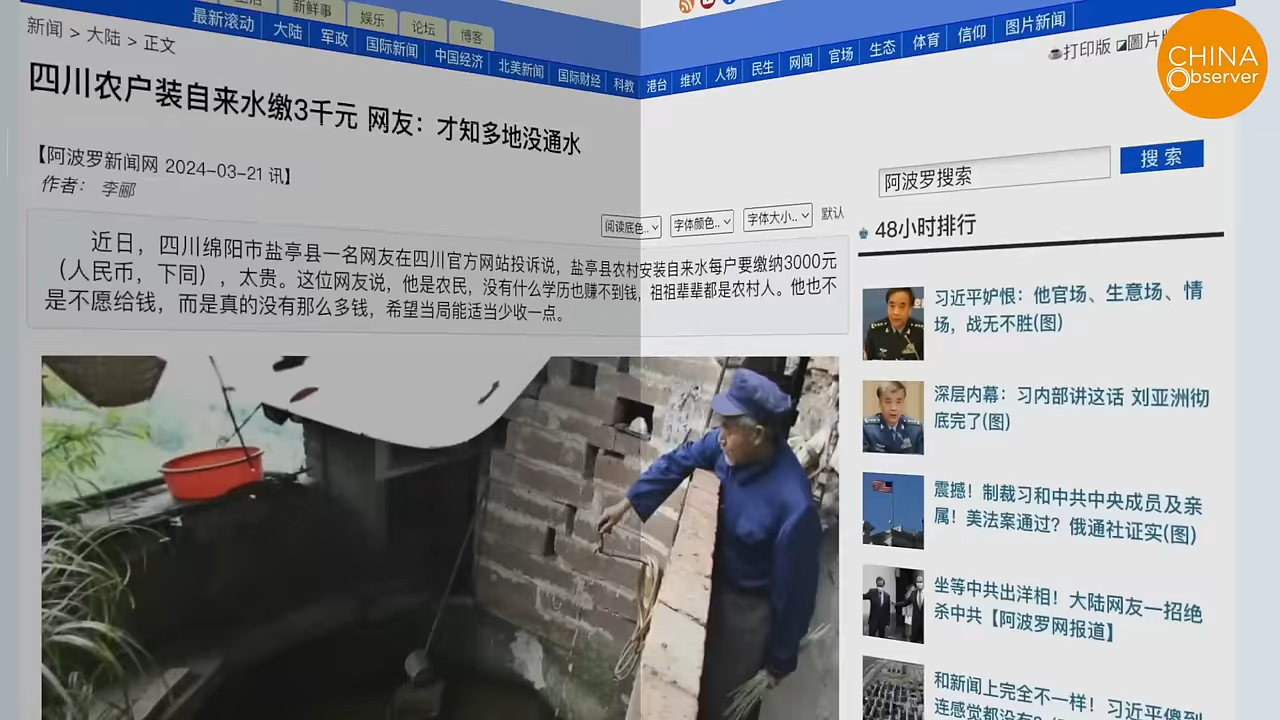 新鲜事
娱乐
论坛
博客
最新滚动 大陆 军政 国际新闻 中国经济 北美新闻 国际财经 科教 港台 维权 人物 民生 网闻 官场 生态 体育 信仰 图片新闻
新闻 > 大陆 > 正文
打印版 圖片
CHINA
Observer
四川农户装自来水缴3千元 网友：才知多地没通水
【阿波罗新闻网 2024-03-21 讯】
作者： 李郦
阿波罗搜索
搜 索
阅读底色..
字体颜色..
字体大小..
默认
48小时排行
近日，四川绵阳市盐亭县一名网友在四川官方网站投诉说，盐亭县农村安装自来水每户要缴纳3000元
（人民币，下同），太贵。这位网友说，他是农民，没有什么学历也赚不到钱，祖祖辈辈都是农村人。他也不
是不愿给钱，而是真的没有那么多钱，希望当局能适当少收一点。
习近平妒恨：他官场、生意场、情
场，战无不胜(图)
深层内幕：习内部讲这话 刘亚洲彻
底完了(图)
震撼！制裁习和中共中央成员及亲
属！美法案通过？俄通社证实(图)
坐等中共出洋相！大陆网友一招绝
杀中共【阿波罗网报道】
和新闻上完全不一样！习近平傻到
连感觉都没有?